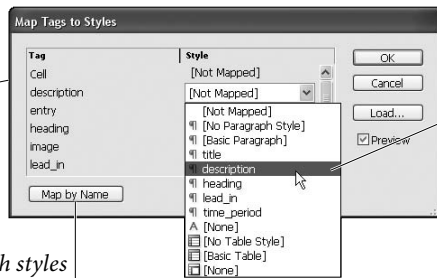 Map Tags to Styles
Tag Style
Cell [Not Mapped]
description [Not Mapped]
entry
heading
image
lead_in
[Not Mapped]
¶ [No Paragraph Style]
¶ [Basic Paragraph]
¶ title
¶ description
¶ heading
¶ lead_in
¶ time_period
A [None]
[No Table Style]
[Basic Table]
[None]
Map by Name
OK
Cancel
Load...
Preview
h styles